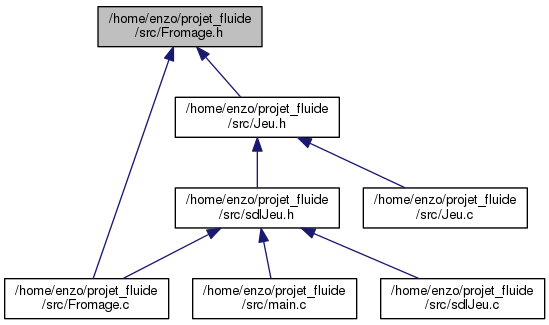 /home/enzo/projet_fluide
/src/Fromage.h
/home/enzo/projet_fluide
/src/Jeu.h
/home/enzo/projet_fluide
/src/sdlJeu.h
/home/enzo/projet_fluide
/src/Jeu.c
/home/enzo/projet_fluide
/src/Fromage.c
/home/enzo/projet_fluide
/src/main.c
/home/enzo/projet_fluide
/src/sdlJeu.c